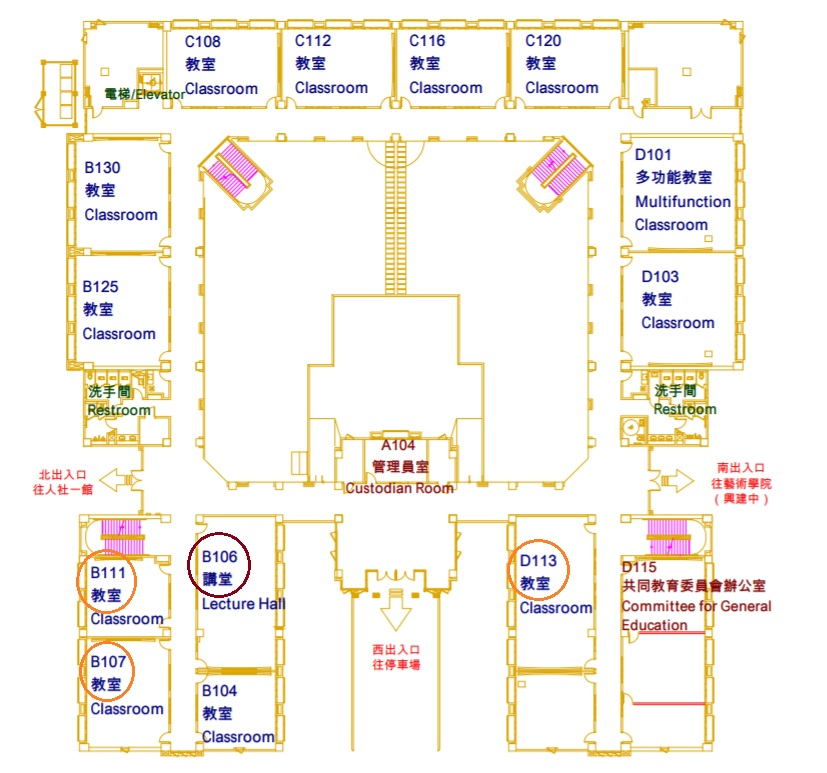 C108
教室
Classroom
C112
教室
Classroom
C116
教室
Classroom
C120
教室
Classroom
電梯/Elevator
B130
教室
Classroom
D101
多功能教室
Multifunction
Classroom
B125
教室
Classroom
D103
教室
Classroom
洗手間
Restroom
洗手間
Restroom
A104
管理員室
Custodian Room
北出入口
往人社一館
南出入口
往藝術學院
（興建中）
B111
教室
Classroom
B106
講堂
Lecture Hall
D113
教室
Classroom
D115
共同教育委員會辦公室
Committee for General
Education
西出入口
往停車場
B107
教室
Classroom
B104
教室
Classroom